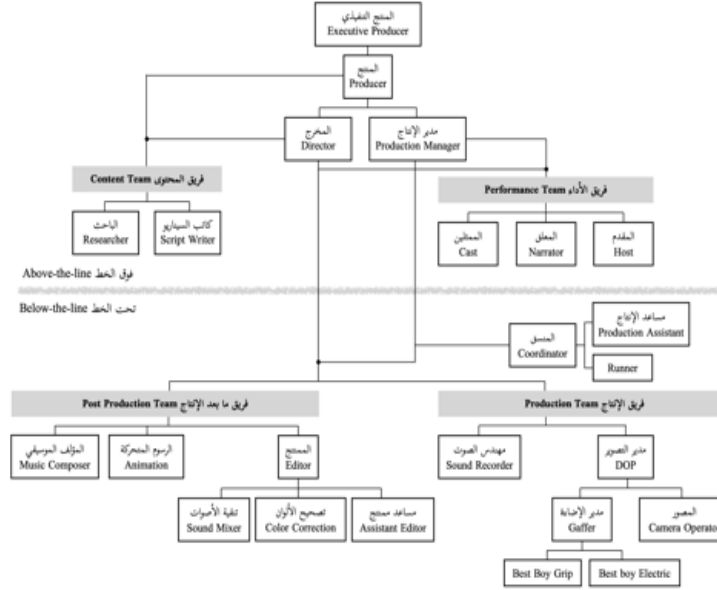 المنتج التنفيذي
Executive Producer
المنتج
Producer
المخرج
Director
مدير الإنتاج
Production Manager
Content Team فريق المحتوى
Performance Team فريق الأداء
الباحث
Researcher
كاتب السيناريو
Script Writer
الممثلين
Cast
المعلق
Narrator
المقدم
Host
Above-the-line فوق الخط
Below-the-line تحت الخط
المنسق
Coordinator
مساعد الإنتاج
Production Assistant
Runner
Post Production Team فريق ما بعد الإنتاج
Production Team فريق الإنتاج
المؤلف الموسيقي
Music Composer
الرسوم المتحركة
Animation
الممنتج
Editor
مهندس الصوت
Sound Recorder
مدير التصوير
DOP
تنقية الأصوات
Sound Mixer
تصحيح الألوان
Color Correction
مساعد ممنتج
Assistant Editor
مدير الإضاءة
Gaffer
المصور
Camera Operato
Best Boy Grip
Best boy Electric